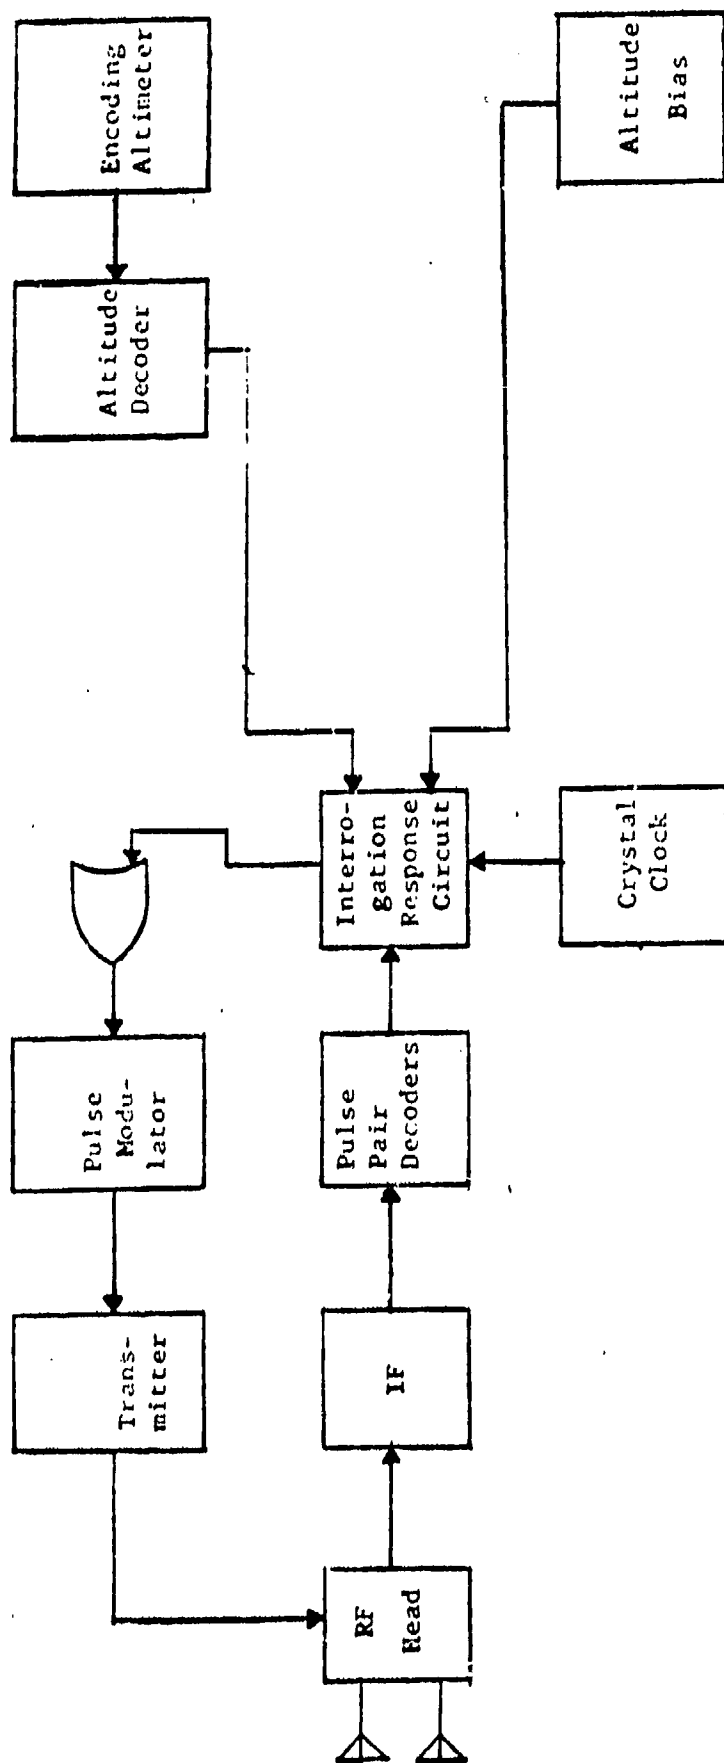 Trans-
mitter
Pulse
Modu-
lator
Altitude
Decoder
Encoding
Altimeter
RF
Head
IF
Pulse
Pair
Decoders
Interro-
gation
Response
Circuit
Crystal
Clock
Altitude
Bias